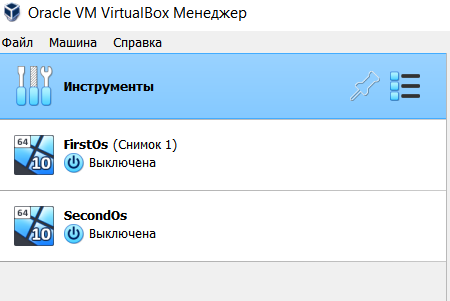 Oracle VM VirtualBox Менеджер
Файл Машина Справка
Инструменты
64
10
FirstOs (Снимок 1)
Выключена
64
10
SecondOs
Выключена